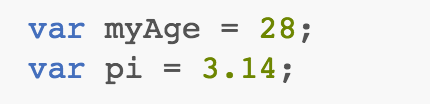 var myAge = 28;
var pi = 3.14;